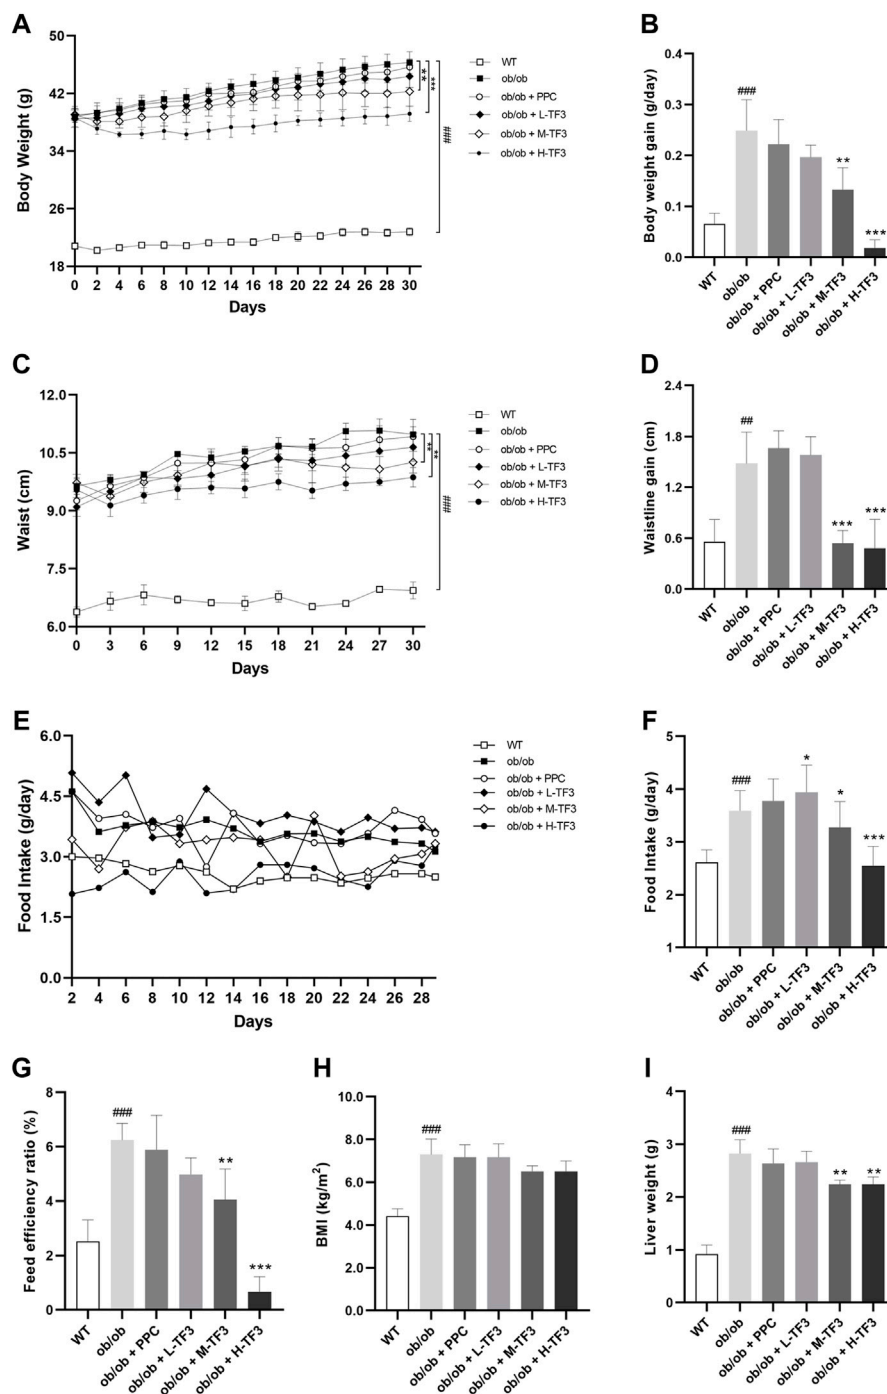 A
Body Weight (g)
50
42
34
26
18
0 2 4 6 8 10 12 14 16 18 20 22 24 26 28 30
Days
WT
ob/ob
ob/ob + PPC
ob/ob + L-TF3
ob/ob + M-TF3
ob/ob + H-TF3
**
***
###
B
Body weight gain (g/day)
0.4
0.3
0.2
0.1
0.0
###
**
***
WT
ob/ob
ob/ob + PPC
ob/ob + L-TF3
ob/ob + M-TF3
ob/ob + H-TF3
C
Waist (cm)
12.0
10.5
9.0
7.5
6.0
0 3 6 9 12 15 18 21 24 27 30
Days
WT
ob/ob
ob/ob + PPC
ob/ob + L-TF3
ob/ob + M-TF3
ob/ob + H-TF3
**
**
###
D
Waistline gain (cm)
2.4
1.8
1.2
0.6
0.0
##
***
***
WT
ob/ob
ob/ob + PPC
ob/ob + L-TF3
ob/ob + M-TF3
ob/ob + H-TF3
E
Food Intake (g/day)
6.0
4.5
3.0
1.5
0.0
2 4 6 8 10 12 14 16 18 20 22 24 26 28
Days
WT
ob/ob
ob/ob + PPC
ob/ob + L-TF3
ob/ob + M-TF3
ob/ob + H-TF3
F
Food Intake (g/day)
5
4
3
2
1
###
*
*
***
WT
ob/ob
ob/ob + PPC
ob/ob + L-TF3
ob/ob + M-TF3
ob/ob + H-TF3
G
Feed efficiency ratio (%)
8
6
4
2
0
###
**
***
WT
ob/ob
ob/ob + PPC
ob/ob + L-TF3
ob/ob + M-TF3
ob/ob + H-TF3
H
BMI (kg/m²)
10.0
8.0
6.0
4.0
2.0
0.0
###
WT
ob/ob
ob/ob + PPC
ob/ob + L-TF3
ob/ob + M-TF3
ob/ob + H-TF3
I
Liver weight (g)
4
3
2
1
0
###
**
**
WT
ob/ob
ob/ob + PPC
ob/ob + L-TF3
ob/ob + M-TF3
ob/ob + H-TF3